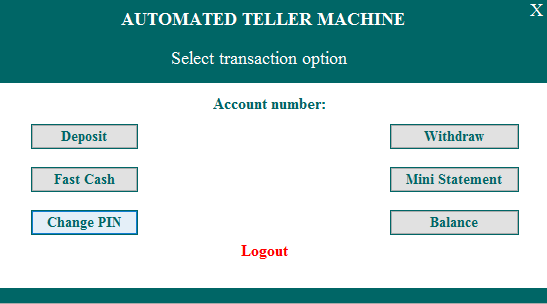 X
AUTOMATED TELLER MACHINE
Select transaction option
Account number:
Deposit
Withdraw
Fast Cash
Mini Statement
Change PIN
Balance
Logout